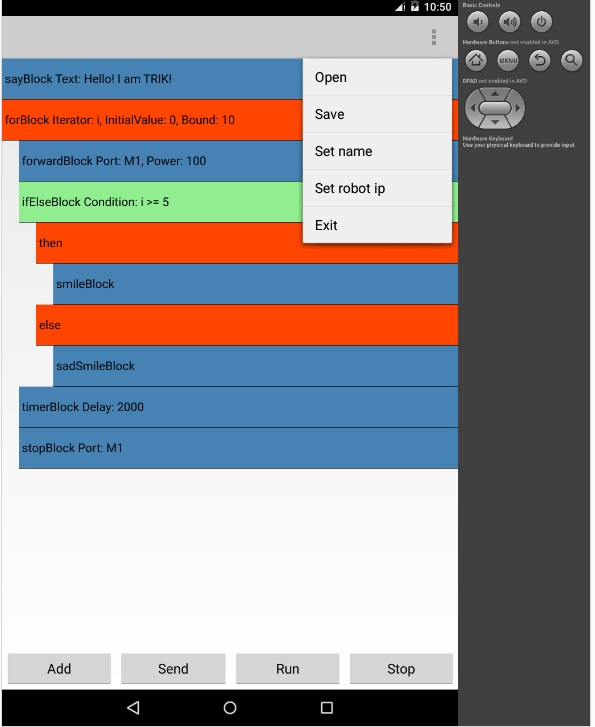 10:50
sayBlock Text: Hello! I am TRIK!
forBlock Iterator: i, InitialValue: 0, Bound: 10
forwardBlock Port: M1, Power: 100
ifElseBlock Condition: i >= 5
then
smileBlock
else
sadSmileBlock
timerBlock Delay: 2000
stopBlock Port: M1
Open
Save
Set name
Set robot ip
Exit
Add Send Run Stop
Basic Controls
Hardware Buttons not enabled in AVD
MENU
DPAD not enabled in AVD
Hardware Keyboard
Use your physical keyboard to provide input